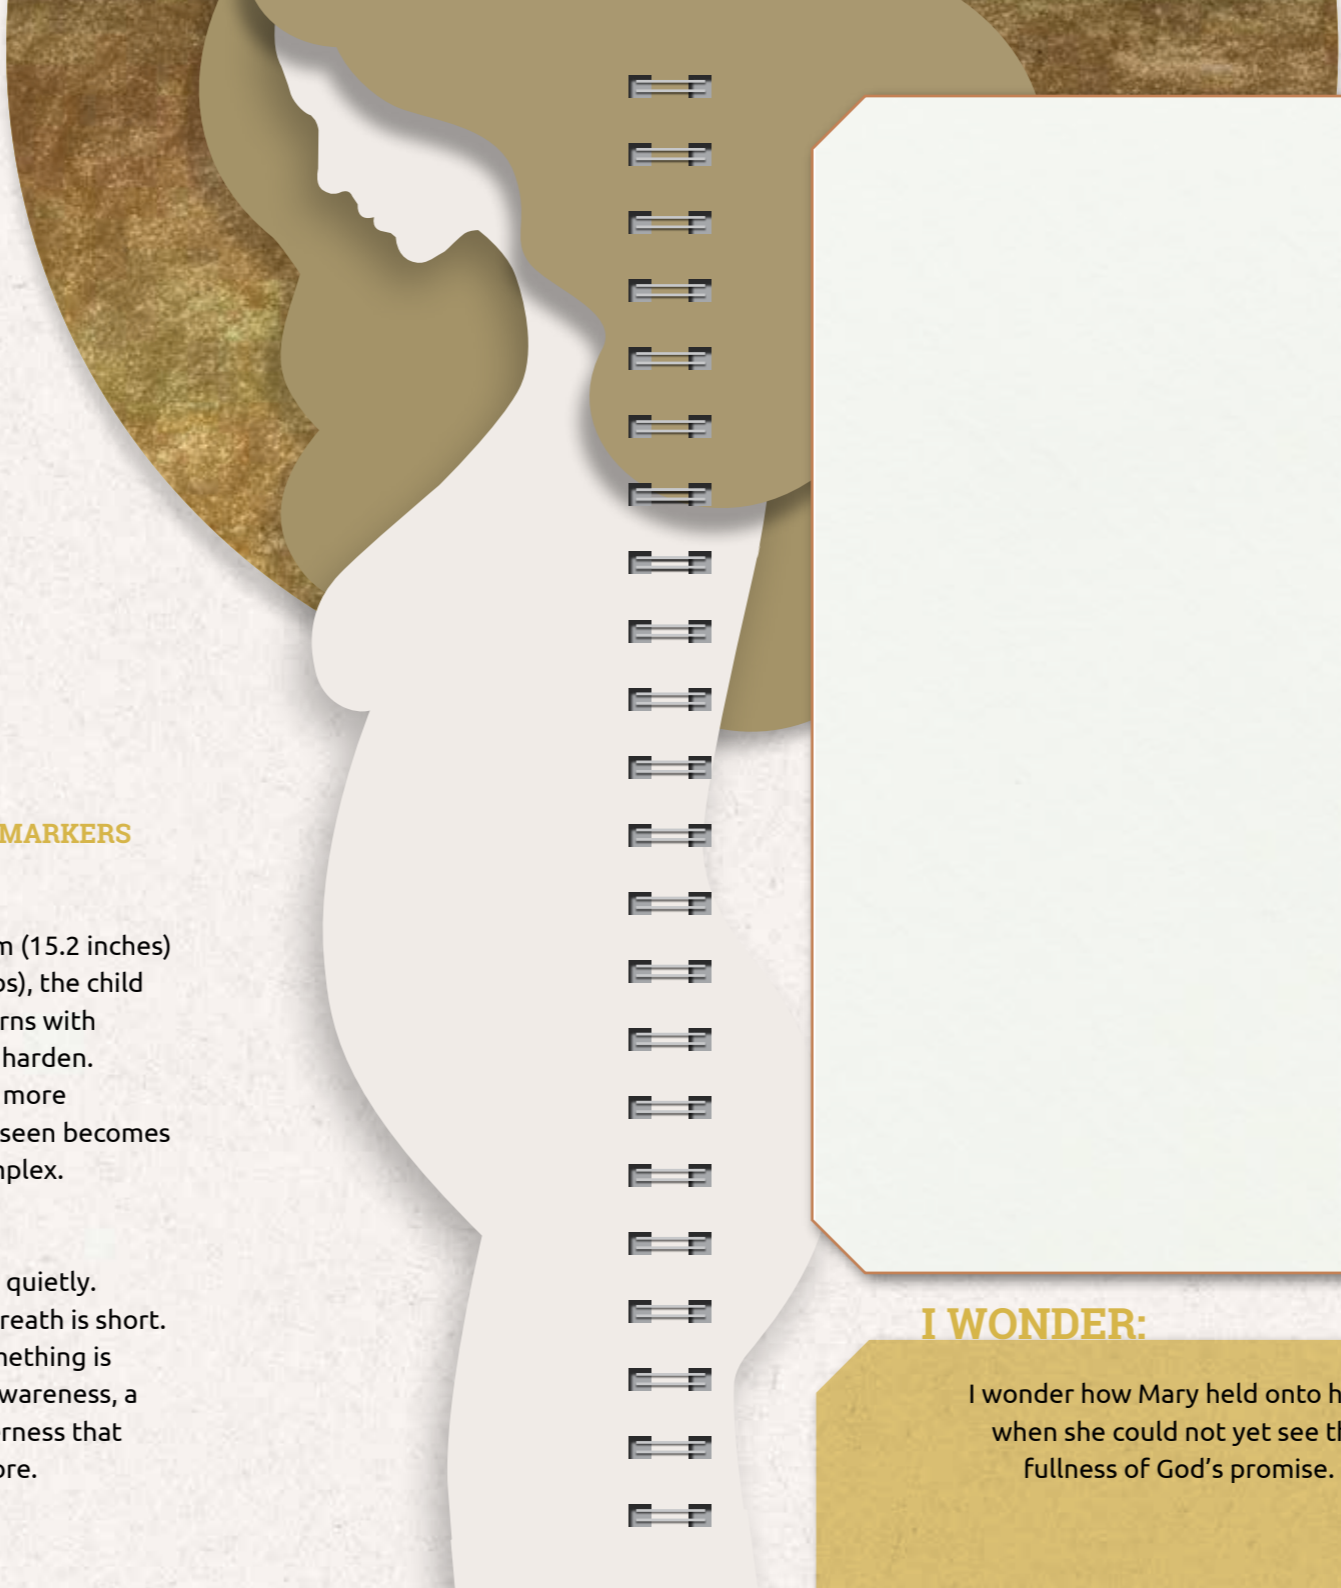 MARKERS
m (15.2 inches)
os), the child
rns with
harden.
more
seen becomes
nplex.
quietly.
reath is short.
nething is
wareness, a
rness that
ore.
I WONDER:
I wonder how Mary held onto h
when she could not yet see th
fullness of God’s promise.